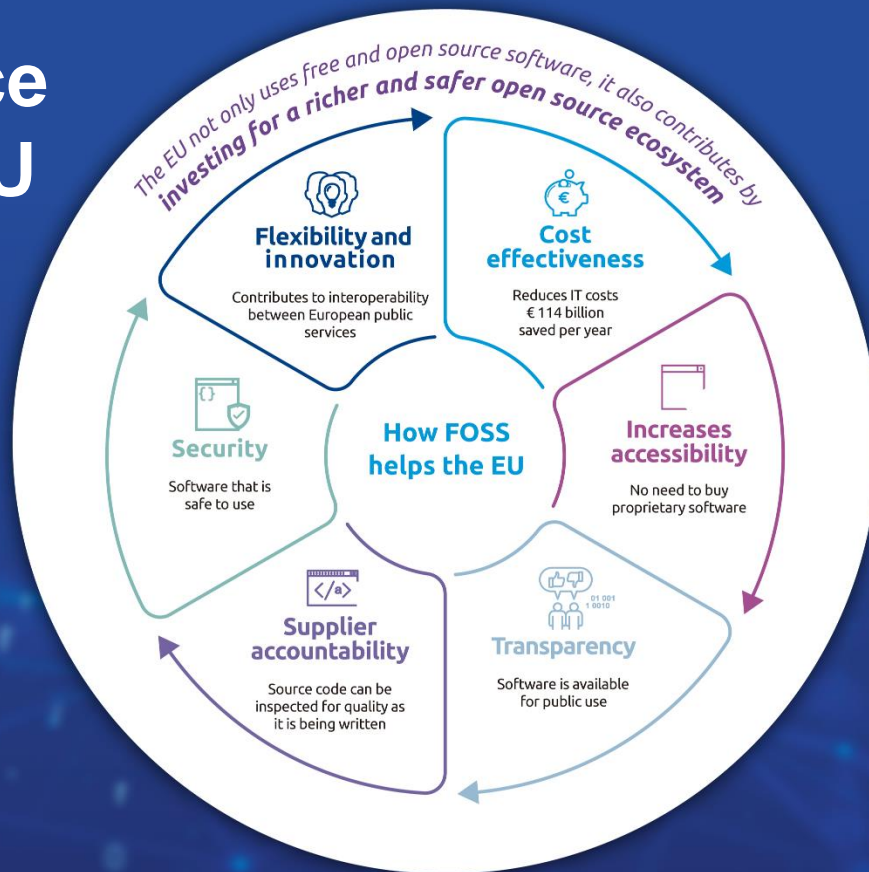 ce
U
The EU not only uses free and open source software, it also contributes by
investing for a richer and safer open source ecosystem
Flexibility and
innovation
Contributes to interoperability
between European public
services
Cost
effectiveness
Reduces IT costs
€ 114 billion
saved per year
{}
Security
Software that is
safe to use
How FOSS
helps the EU
Increases
accessibility
No need to buy
proprietary software
</a>
Supplier
accountability
Source code can be
inspected for quality as
it is being written
01 001
1 0010
Transparency
Software is available
for public use